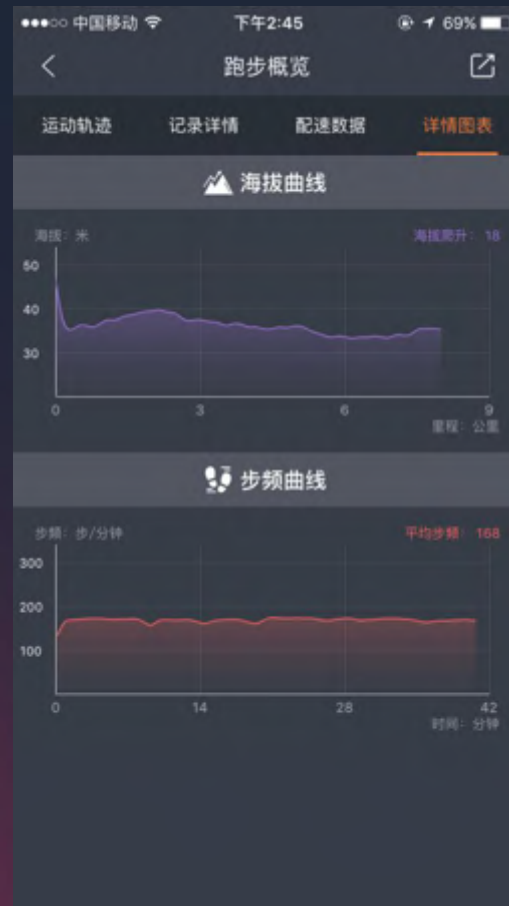 中国移动 下午2:45 69%
跑步概览
运动轨迹 记录详情 配速数据 详情图表
海拔曲线
海拔：米 海拔爬升：18
50
40
30
0 3 6 9
里程：公里
步频曲线
步频：步/分钟 平均步频：168
300
200
100
0 14 28 42
时间：分钟